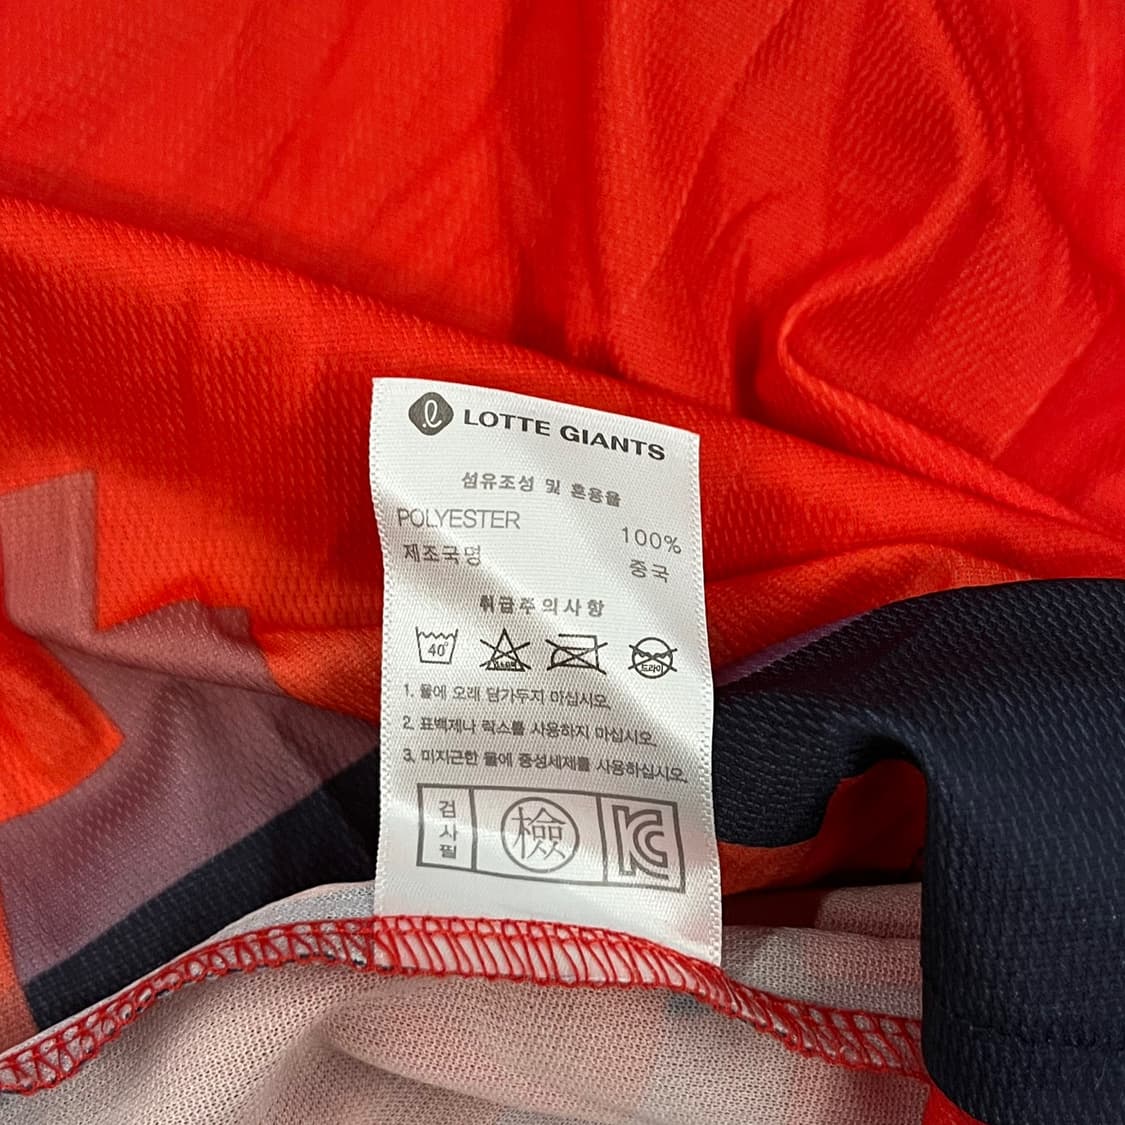 LOTTE GIANTS
섬유조성 및 혼용율
POLYESTER 100%
제조국명 중국
취급주의사항
40°
드라이
1. 물에 오래 담가두지 마십시오.
2. 표백제나 락스를 사용하지 마십시오.
3. 미지근한 물에 중성세제를 사용하십시오.
검사필 檢 KC